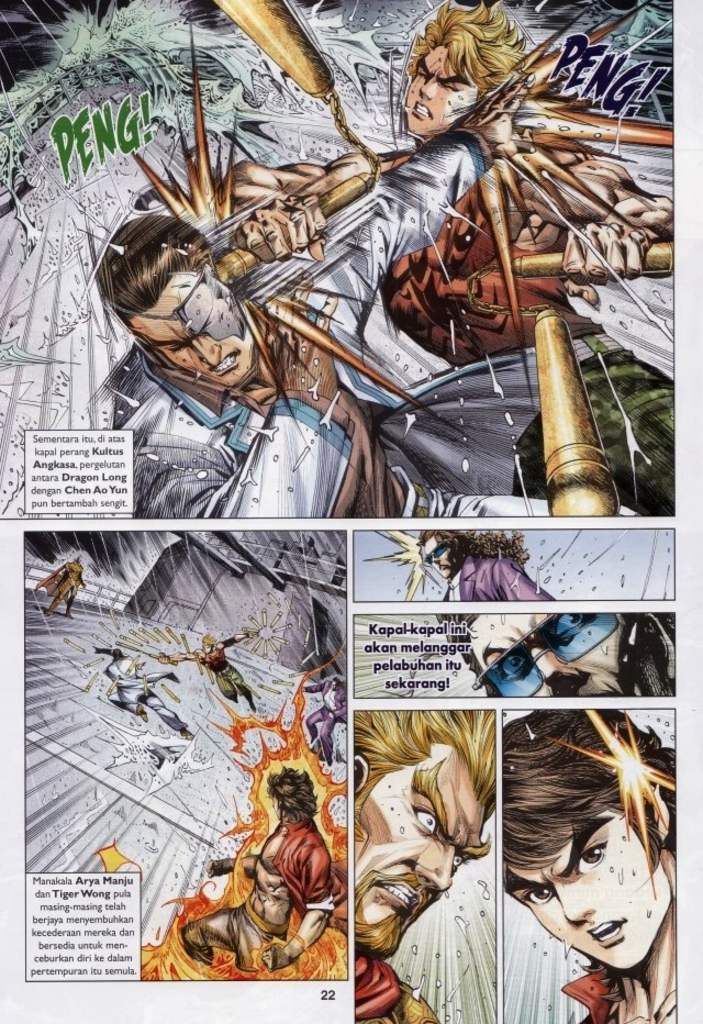 PENG!
PENG!
Sementara itu, di atas
kapal perang Kultus
Angkasa, pergelutan
antara Dragon Long
dengan Chen Ao Yun
pun bertambah sengit.
Kapal-kapal ini
akan melanggar
pelabuhan itu
sekarang!
Manakala Arya Manju
dan Tiger Wong pula
masing-masing telah
berjaya menyembuhkan
kecederaan mereka dan
bersedia untuk men-
ceburkan diri ke dalam
pertempuran itu semula.
22